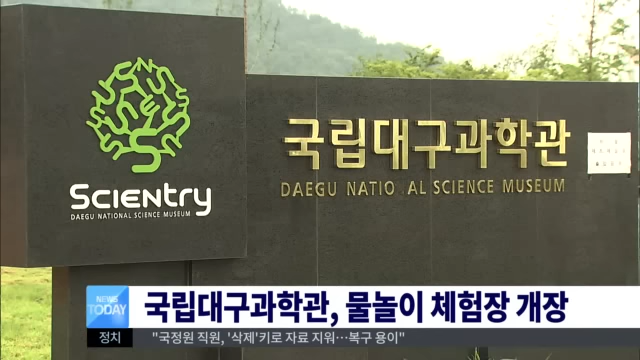 SCIENtry
DAEGU NATIONAL SCIENCE MUSEUM
국립대구과학관
DAEGU NATIO AL SCIENCE MUSEUM
NEWS
TODAY
국립대구과학관, 물놀이 체험장 개장
정치
"국정원 직원, '삭제'키로 자료 지워…복구 용이"